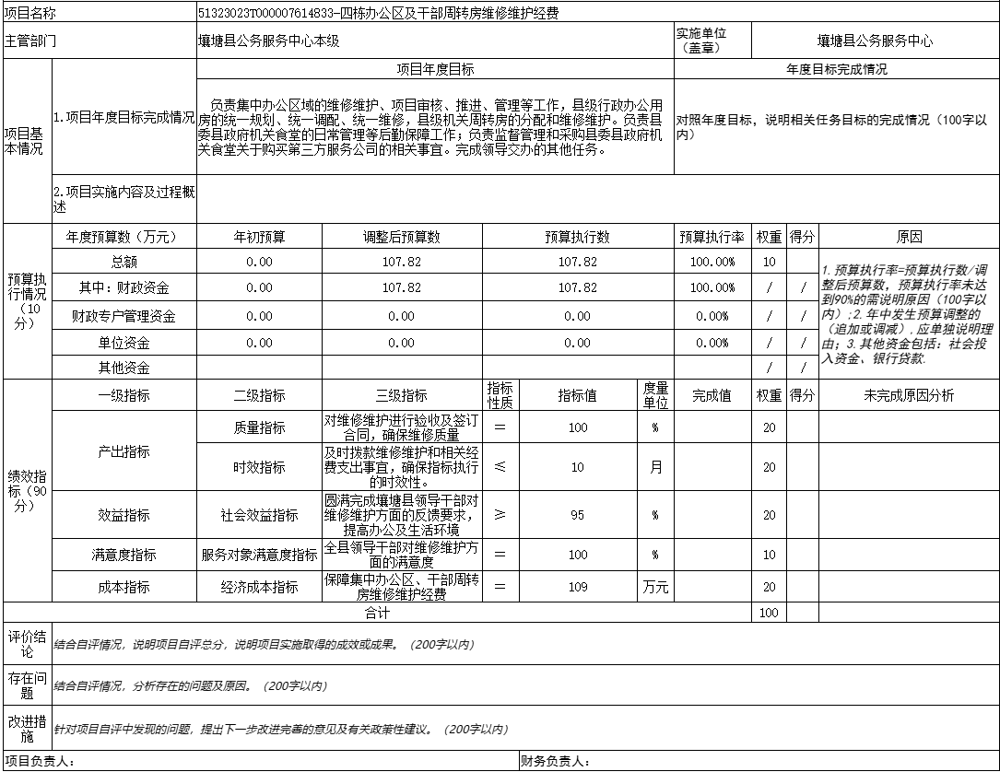 项目名称 51323023T000007614833-四栋办公区及干部周转房维修维护经费
主管部门 壤塘县公务服务中心本级 实施单位（盖章） 壤塘县公务服务中心
项目基本情况 1.项目年度目标完成情况 项目年度目标 年度目标完成情况
负责集中办公区域的维修维护、项目审核、推进、管理等工作，县级行政办公用
房的统一规划、统一调配、统一维修，县级机关周转房的分配和维修维护。负责县
委县政府机关食堂的日常管理等后勤保障工作；负责监督管理和采购县委县政府机
关食堂关于购买第三方服务公司的相关事宜。完成领导交办的其他任务。
对照年度目标，说明相关任务目标的完成情况（100字以
内）
2.项目实施内容及过程概
述
预算执行情况（10分） 年度预算数（万元） 年初预算 调整后预算数 预算执行数 预算执行率 权重 得分 原因
总额 0.00 107.82 107.82 100.00% 10
其中：财政资金 0.00 107.82 107.82 100.00% / /
财政专户管理资金 0.00 0.00 0.00 0.00% / /
单位资金 0.00 0.00 0.00 0.00% / /
其他资金 / /
1.预算执行率=预算执行数/调
整后预算数，预算执行率未达
到90%的需说明原因（100字以
内）;2.年中发生预算调整的
（追加或调减）,应单独说明理
由；3.其他资金包括：社会投
入资金、银行贷款.
绩效指标（90分） 一级指标 二级指标 三级指标 指标性质 指标值 度量单位 完成值 权重 得分 未完成原因分析
产出指标 质量指标 对维修维护进行验收及签订合同，确保维修质量 ＝ 100 % 20
时效指标 及时拨款维修维护和相关经费支出事宜，确保指标执行的时效性。 ≤ 10 月 20
效益指标 社会效益指标 圆满完成壤塘县领导干部对维修维护方面的反馈要求，提高办公及生活环境 ≥ 95 % 20
满意度指标 服务对象满意度指标 全县领导干部对维修维护方面的满意度 ＝ 100 % 10
成本指标 经济成本指标 保障集中办公区、干部周转房维修维护经费 ＝ 109 万元 20
合计 100
评价结论 结合自评情况，说明项目自评总分，说明项目实施取得的成效或成果。（200字以内）
存在问题 结合自评情况，分析存在的问题及原因。（200字以内）
改进措施 针对项目自评中发现的问题，提出下一步改进完善的意见及有关政策性建议。（200字以内）
项目负责人： 财务负责人：